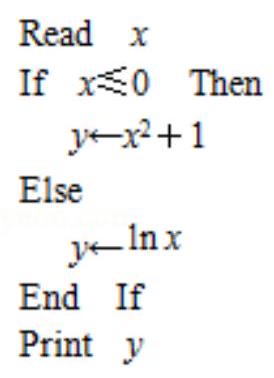 Read x
If x≤0 Then
y←x²+1
Else
y←ln x
End If
Print y